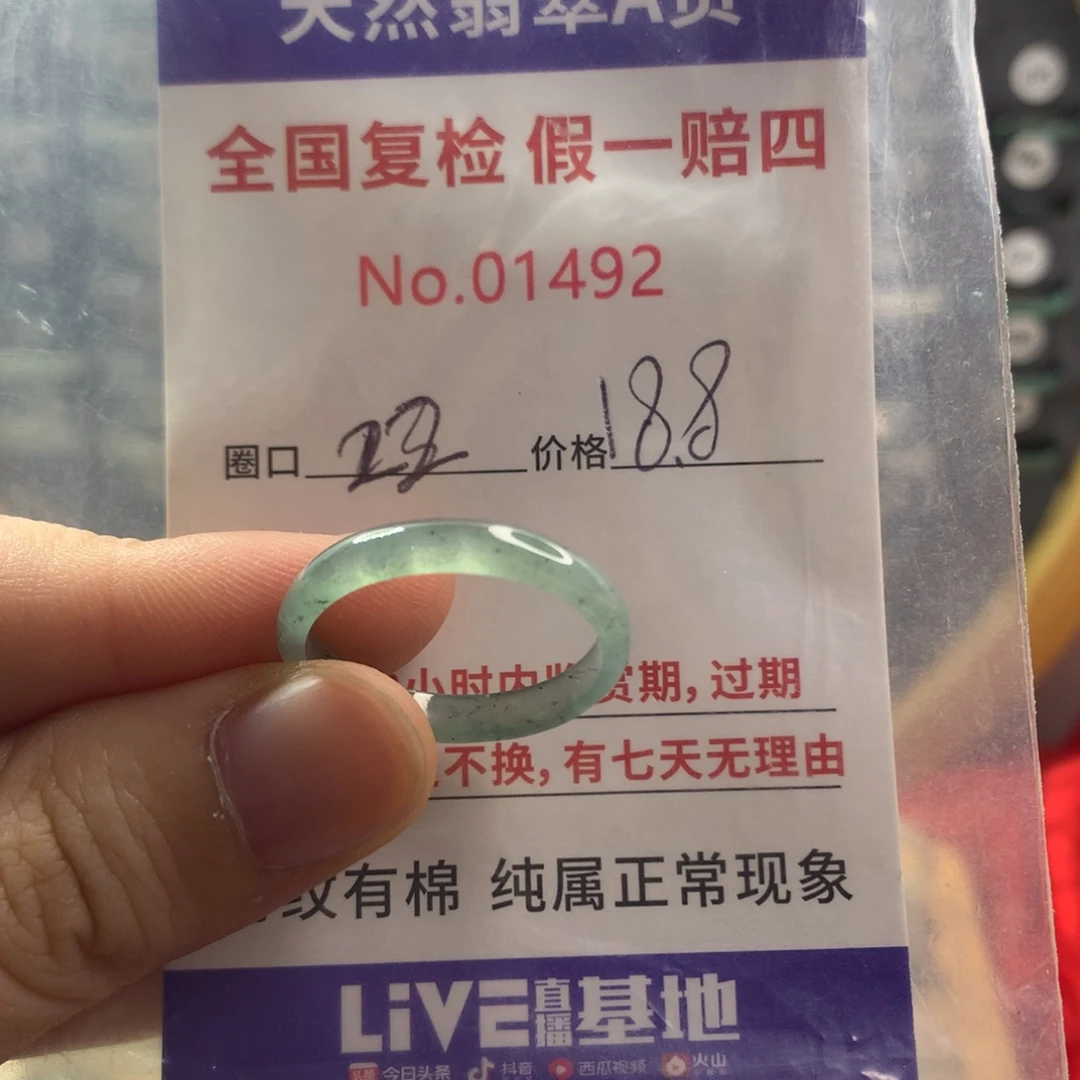 天然翡翠A货
全国复检 假一赔四
No.01492
圈口 价格 18.8
小时内 货期, 过期
不换, 有七天无理由
纹有棉 纯属正常现象
LiVE直播基地
头条 今日头条 抖音 西瓜视频 火山